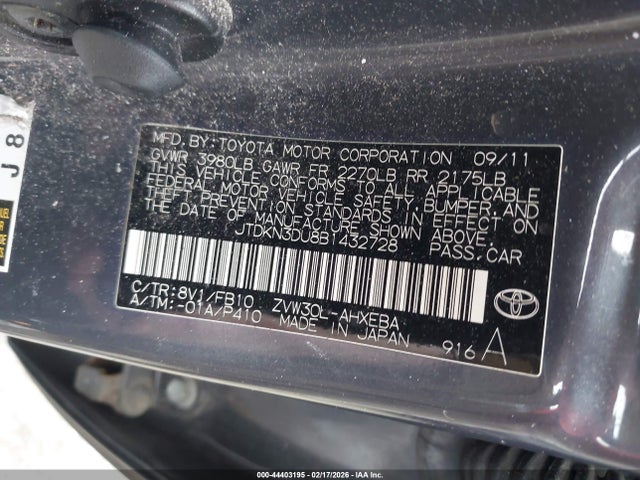 MFD. BY: TOYOTA MOTOR CORPORATION 09/11
GVWR 3980LB GAWR FR 2270LB RR 2175LB
THIS VEHICLE CONFORMS TO ALL APPLICABLE
FEDERAL MOTOR VEHICLE SAFETY, BUMPER, AND
THEFT PREVENTION STANDARDS IN EFFECT ON
THE DATE OF MANUFACTURE SHOWN ABOVE.
JTDKN3DU8B1432728 PASS. CAR
C/TR: 8V1/FB10 ZVW30L-AHXEBA
A/TM: -01A/P410 MADE IN JAPAN
916 A
J 8
00-44403195 - 02/17/2026 - Copyright © IAA, Inc.